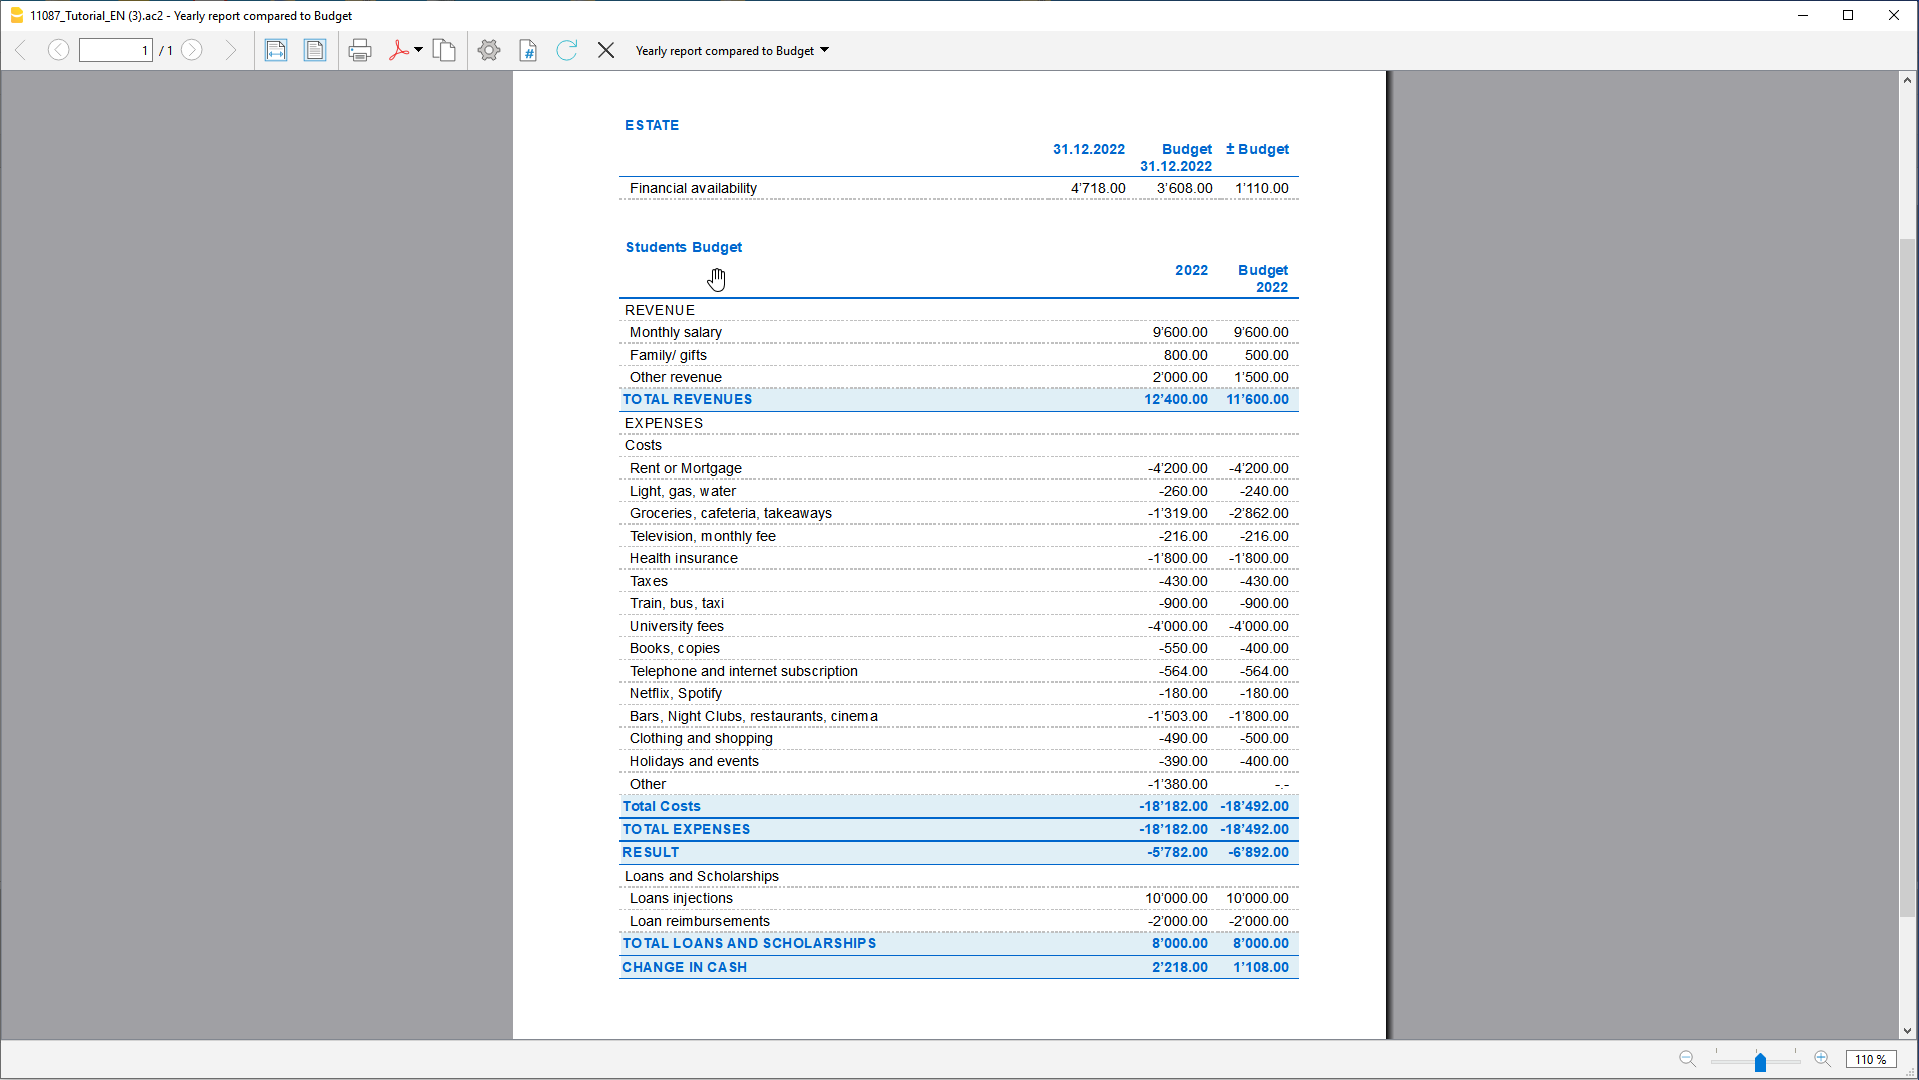 11087_Tutorial_EN (3).ac2 - Yearly report compared to Budget
1 / 1 Yearly report compared to Budget
ESTATE
31.12.2022 Budget 31.12.2022 ± Budget
Financial availability 4'718.00 3'608.00 1'110.00
Students Budget
2022 Budget 2022
REVENUE
Monthly salary 9'600.00 9'600.00
Family/ gifts 800.00 500.00
Other revenue 2'000.00 1'500.00
TOTAL REVENUES 12'400.00 11'600.00
EXPENSES
Costs
Rent or Mortgage -4'200.00 -4'200.00
Light, gas, water -260.00 -240.00
Groceries, cafeteria, takeaways -1'319.00 -2'862.00
Television, monthly fee -216.00 -216.00
Health insurance -1'800.00 -1'800.00
Taxes -430.00 -430.00
Train, bus, taxi -900.00 -900.00
University fees -4'000.00 -4'000.00
Books, copies -550.00 -400.00
Telephone and internet subscription -564.00 -564.00
Netflix, Spotify -180.00 -180.00
Bars, Night Clubs, restaurants, cinema -1'503.00 -1'800.00
Clothing and shopping -490.00 -500.00
Holidays and events -390.00 -400.00
Other -1'380.00 -.-
Total Costs -18'182.00 -18'492.00
TOTAL EXPENSES -18'182.00 -18'492.00
RESULT -5'782.00 -6'892.00
Loans and Scholarships
Loans injections 10'000.00 10'000.00
Loan reimbursements -2'000.00 -2'000.00
TOTAL LOANS AND SCHOLARSHIPS 8'000.00 8'000.00
CHANGE IN CASH 2'218.00 1'108.00
110 %